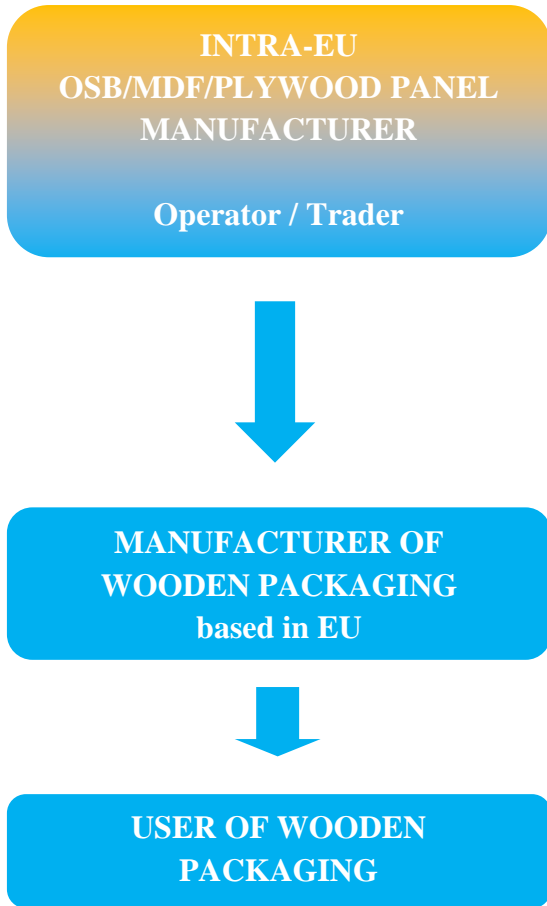 INTRA-EU
OSB/MDF/PLYWOOD PANEL
MANUFACTURER
Operator / Trader
MANUFACTURER OF
WOODEN PACKAGING
based in EU
USER OF WOODEN
PACKAGING